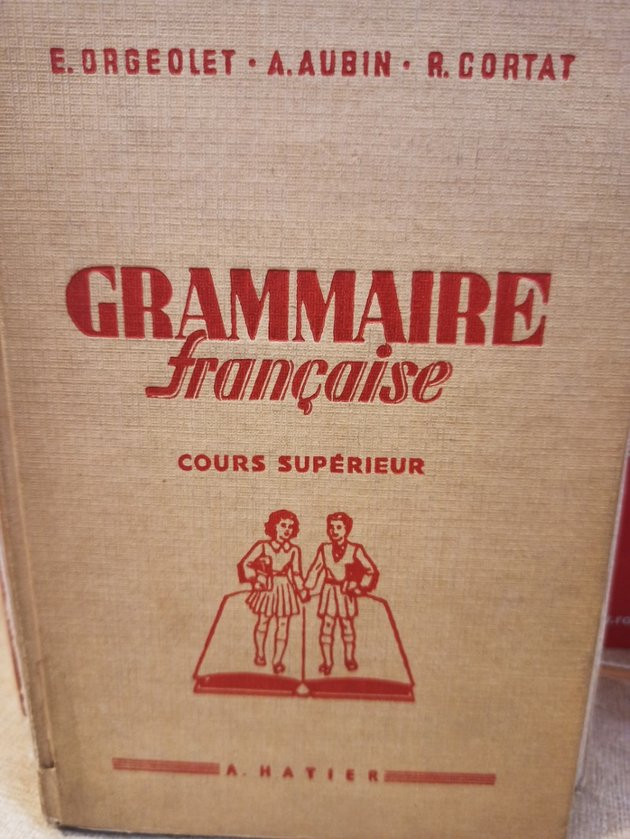 E. ORGEOLET · A. AUBIN · R. CORTAT
GRAMMAIRE
française
COURS SUPÉRIEUR
A. HATIER